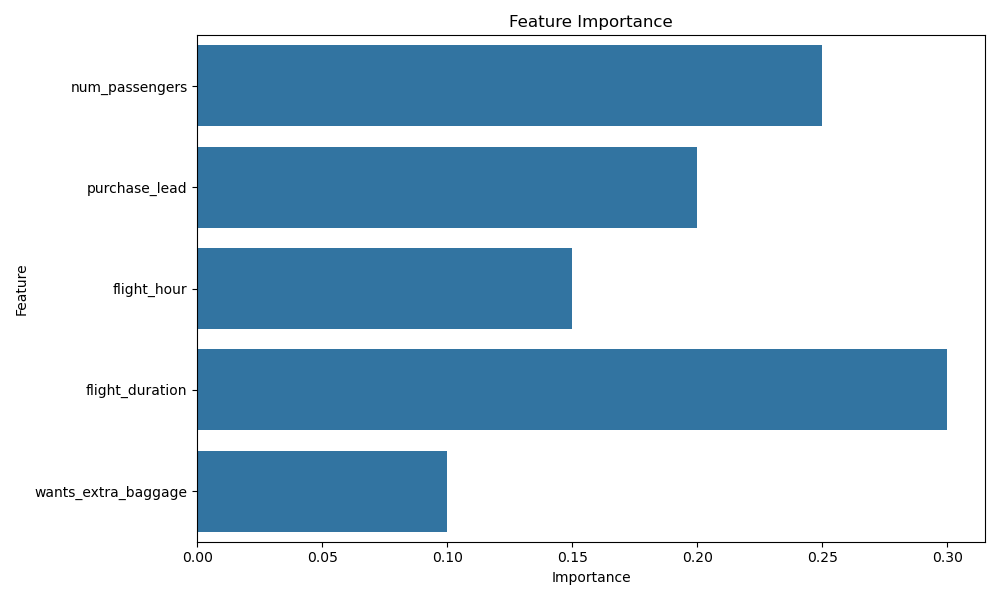 Feature Importance
Feature
num_passengers
purchase_lead
flight_hour
flight_duration
wants_extra_baggage
0.00 0.05 0.10 0.15 0.20 0.25 0.30
Importance